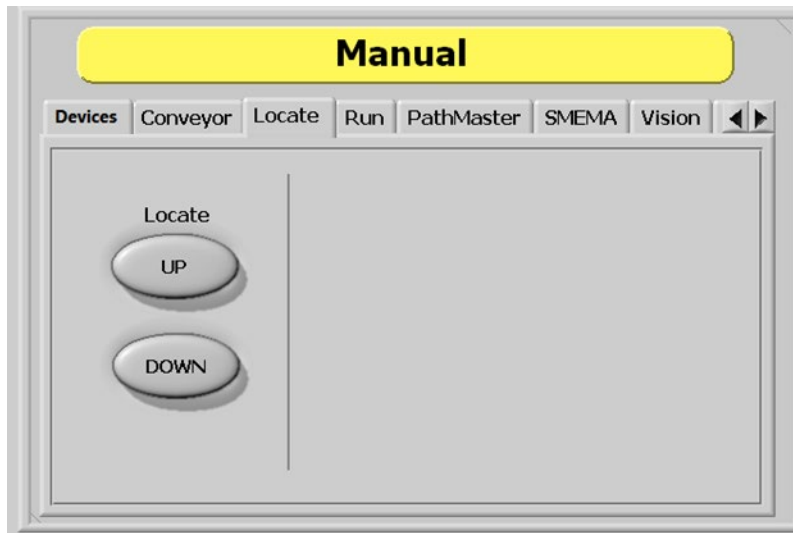 Manual
Devices Conveyor Locate Run PathMaster SMEMA Vision
Locate
UP
DOWN